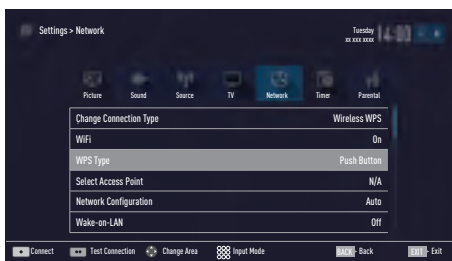 Settings > Network
Tuesday
xx xxx xxxx
14:00
Picture Sound Source TV Network Timer Parental
Change Connection Type Wireless WPS
WiFi On
WPS Type Push Button
Select Access Point N/A
Network Configuration Auto
Wake-on-LAN Off
Connect Test Connection Change Area Input Mode BACK - Back EXIT - Exit